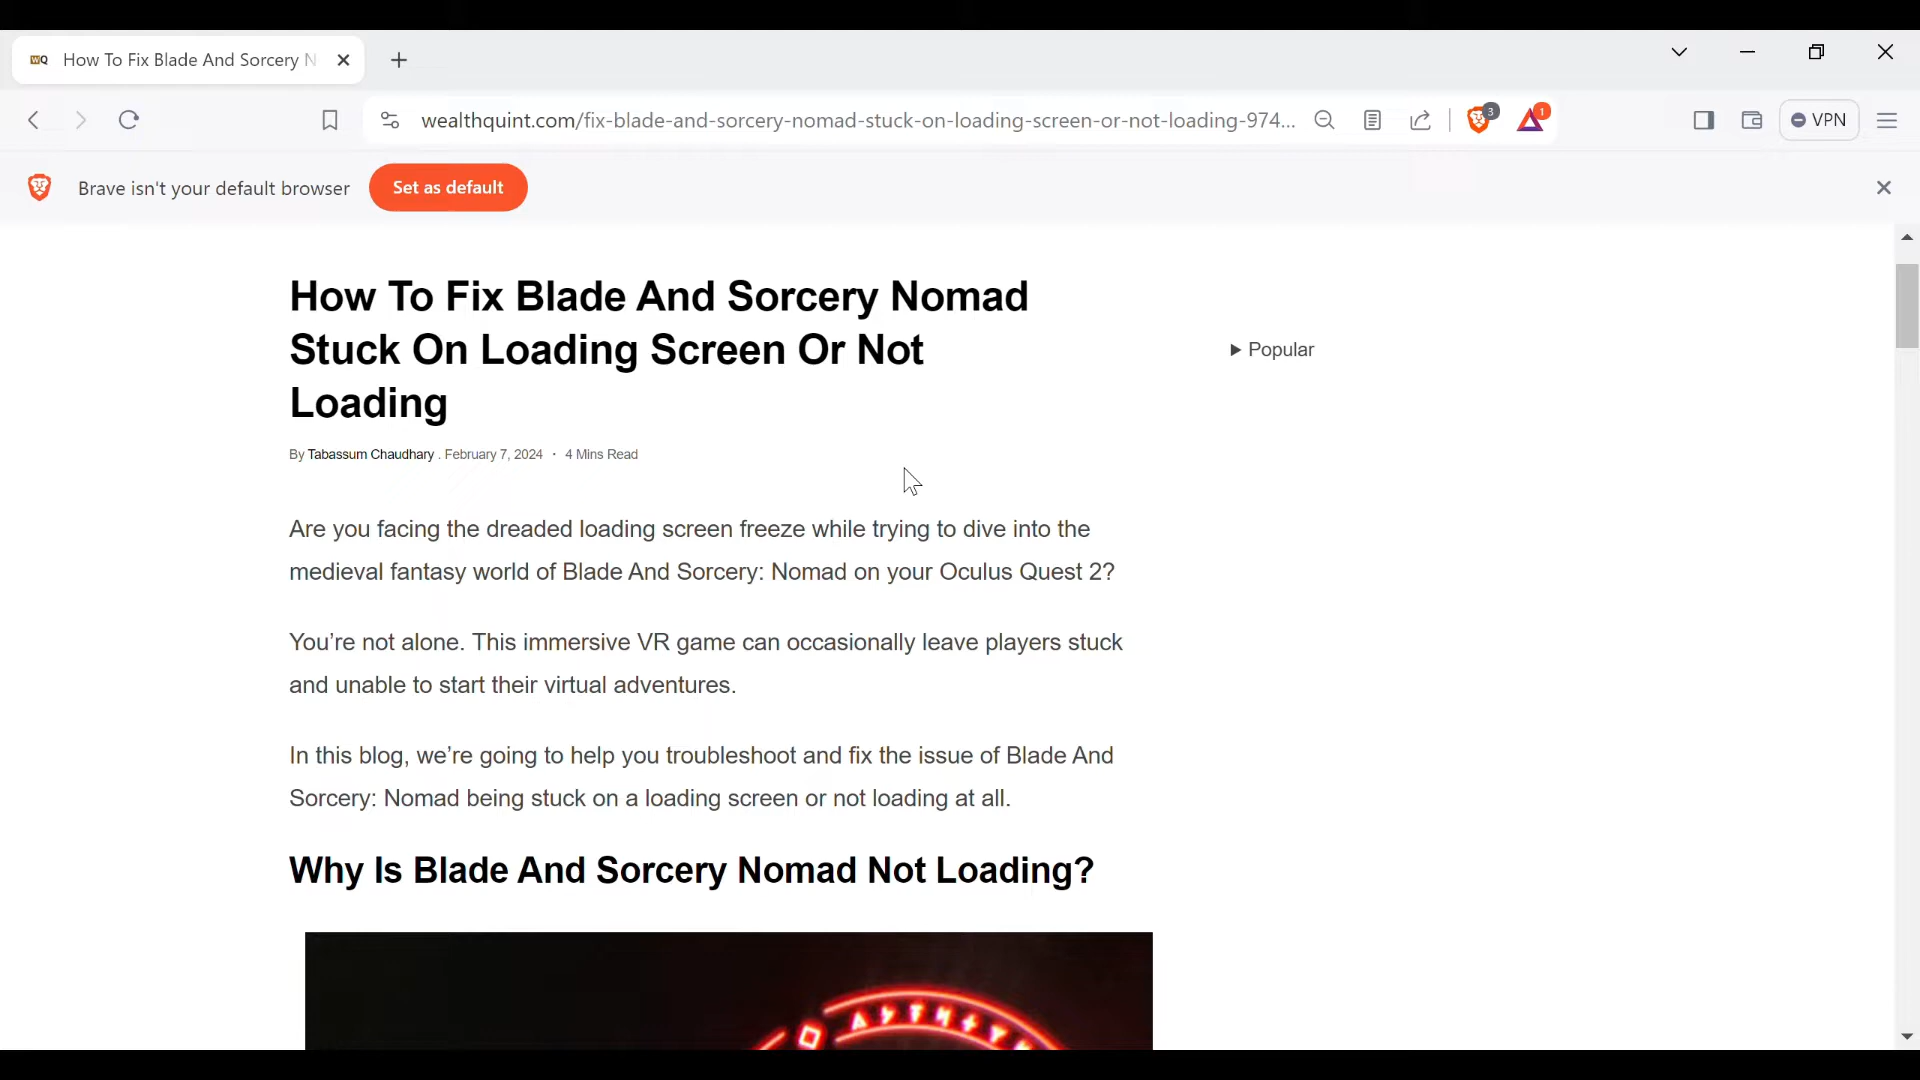 WQ How To Fix Blade And Sorcery N
wealthquint.com/fix-blade-and-sorcery-nomad-stuck-on-loading-screen-or-not-loading-974...
3
1
VPN
Brave isn't your default browser
Set as default
How To Fix Blade And Sorcery Nomad
Stuck On Loading Screen Or Not
Loading
Popular
By Tabassum Chaudhary . February 7, 2024 · 4 Mins Read
Are you facing the dreaded loading screen freeze while trying to dive into the
medieval fantasy world of Blade And Sorcery: Nomad on your Oculus Quest 2?
You’re not alone. This immersive VR game can occasionally leave players stuck
and unable to start their virtual adventures.
In this blog, we’re going to help you troubleshoot and fix the issue of Blade And
Sorcery: Nomad being stuck on a loading screen or not loading at all.
Why Is Blade And Sorcery Nomad Not Loading?